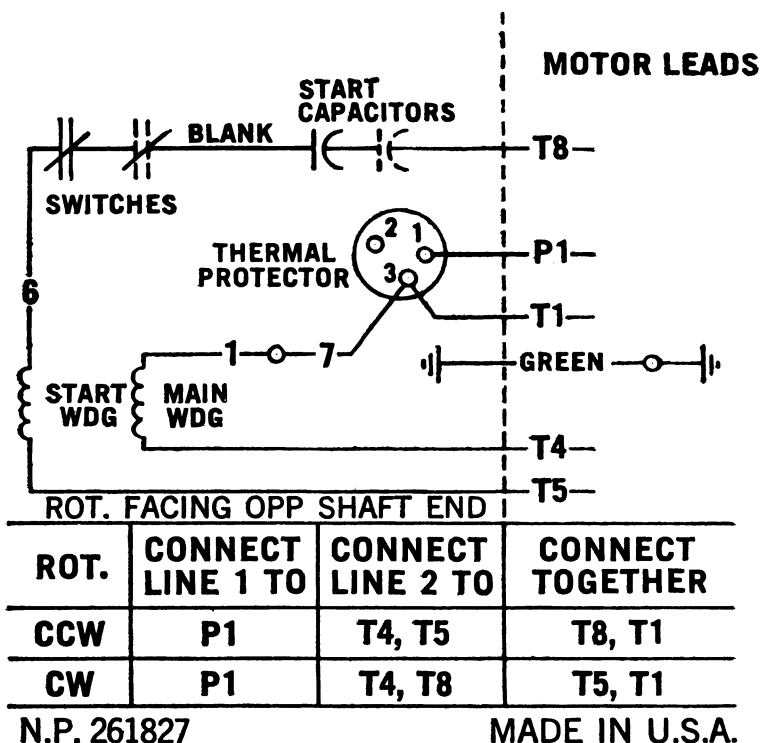 MOTOR LEADS
START
CAPACITORS
BLANK
T8
SWITCHES
2 1
THERMAL
PROTECTOR
P1
3
6
T1
1 7
GREEN
START
WDG
MAIN
WDG
T4
T5
ROT. FACING OPP SHAFT END
ROT. CONNECT LINE 1 TO CONNECT LINE 2 TO CONNECT TOGETHER
CCW P1 T4, T5 T8, T1
CW P1 T4, T8 T5, T1
N.P. 261827 MADE IN U.S.A.